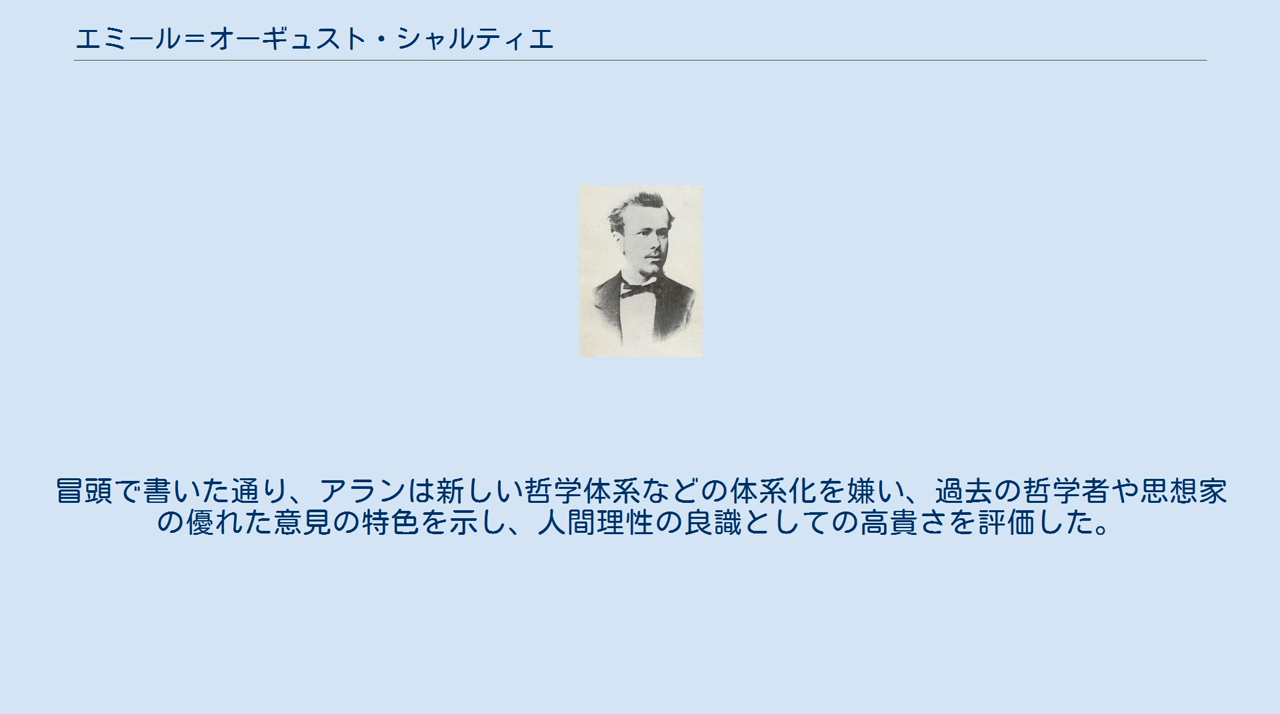 エミール＝オーギュスト・シャルティエ
冒頭で書いた通り、アランは新しい哲学体系などの体系化を嫌い、過去の哲学者や思想家
の優れた意見の特色を示し、人間理性の良識としての高貴さを評価した。